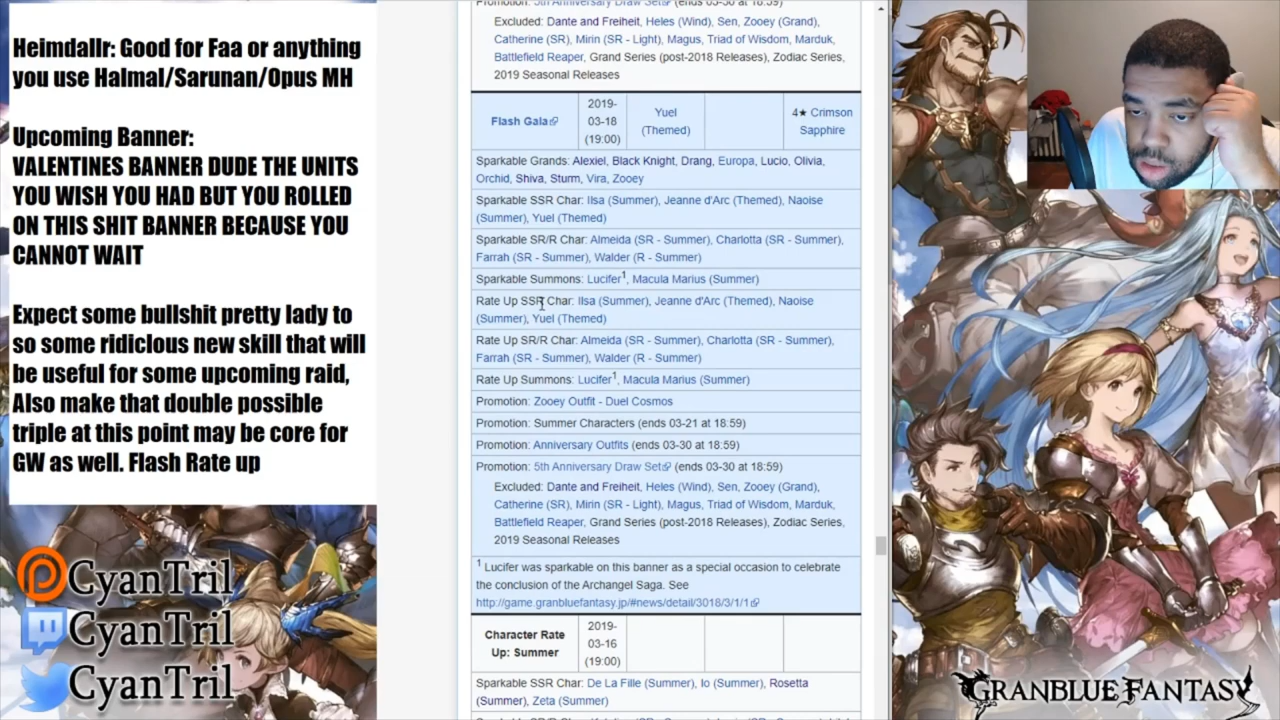 Heimdallr: Good for Faa or anything
you use Halmal/Sarunan/Opus MH
Upcoming Banner:
VALENTINES BANNER DUDE THE UNITS
YOU WISH YOU HAD BUT YOU ROLLED
ON THIS SHIT BANNER BECAUSE YOU
CANNOT WAIT
Expect some bullshit pretty lady to
so some ridiclous new skill that will
be useful for some upcoming raid,
Also make that double possible
triple at this point may be core for
GW as well. Flash Rate up
CyanTril
CyanTril
CyanTril
Promotion: 5th Anniversary Draw Set (ends 03-30 at 18:59)
Excluded: Dante and Freiheit, Heles (Wind), Sen, Zooey (Grand),
Catherine (SR), Mirin (SR - Light), Magus, Triad of Wisdom, Marduk,
Battlefield Reaper, Grand Series (post-2018 Releases), Zodiac Series,
2019 Seasonal Releases
Flash Gala
2019-
03-18
(19:00)
Yuel
(Themed)
4★ Crimson
Sapphire
Sparkable Grands: Alexiel, Black Knight, Drang, Europa, Lucio, Olivia,
Orchid, Shiva, Sturm, Vira, Zooey
Sparkable SSR Char: Ilsa (Summer), Jeanne d'Arc (Themed), Naoise
(Summer), Yuel (Themed)
Sparkable SR/R Char: Almeida (SR - Summer), Charlotta (SR - Summer),
Farrah (SR - Summer), Walder (R - Summer)
Sparkable Summons: Lucifer1, Macula Marius (Summer)
Rate Up SSR Char: Ilsa (Summer), Jeanne d'Arc (Themed), Naoise
(Summer), Yuel (Themed)
Rate Up SR/R Char: Almeida (SR - Summer), Charlotta (SR - Summer),
Farrah (SR - Summer), Walder (R - Summer)
Rate Up Summons: Lucifer1, Macula Marius (Summer)
Promotion: Zooey Outfit - Duel Cosmos
Promotion: Summer Characters (ends 03-21 at 18:59)
Promotion: Anniversary Outfits (ends 03-30 at 18:59)
Promotion: 5th Anniversary Draw Set (ends 03-30 at 18:59)
Excluded: Dante and Freiheit, Heles (Wind), Sen, Zooey (Grand),
Catherine (SR), Mirin (SR - Light), Magus, Triad of Wisdom, Marduk,
Battlefield Reaper, Grand Series (post-2018 Releases), Zodiac Series,
2019 Seasonal Releases
1 Lucifer was sparkable on this banner as a special occasion to celebrate
the conclusion of the Archangel Saga. See
http://game.granbluefantasy.jp/#news/detail/3018/3/1/1
Character Rate
Up: Summer
2019-
03-16
(19:00)
Sparkable SSR Char: De La Fille (Summer), Io (Summer), Rosetta
(Summer), Zeta (Summer)
GRANBLUE FANTASY